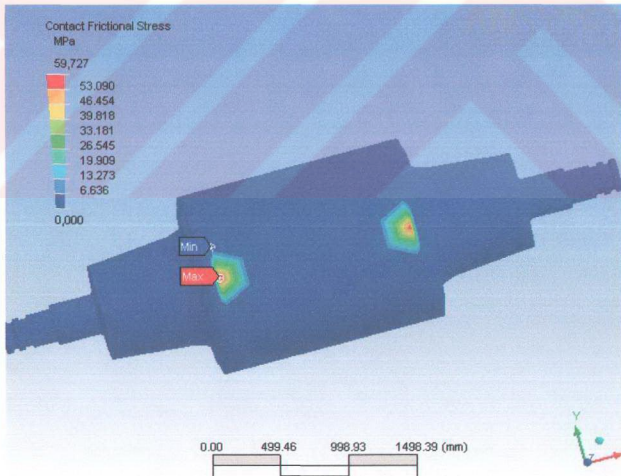 Contact Frictional Stress
MPa
59,727
53.090
46.454
39.818
33.181
26.545
19.909
13.273
6.636
0,000
Min
Max
0.00 499.46 998.93 1498.39 (mm)
Y
Z